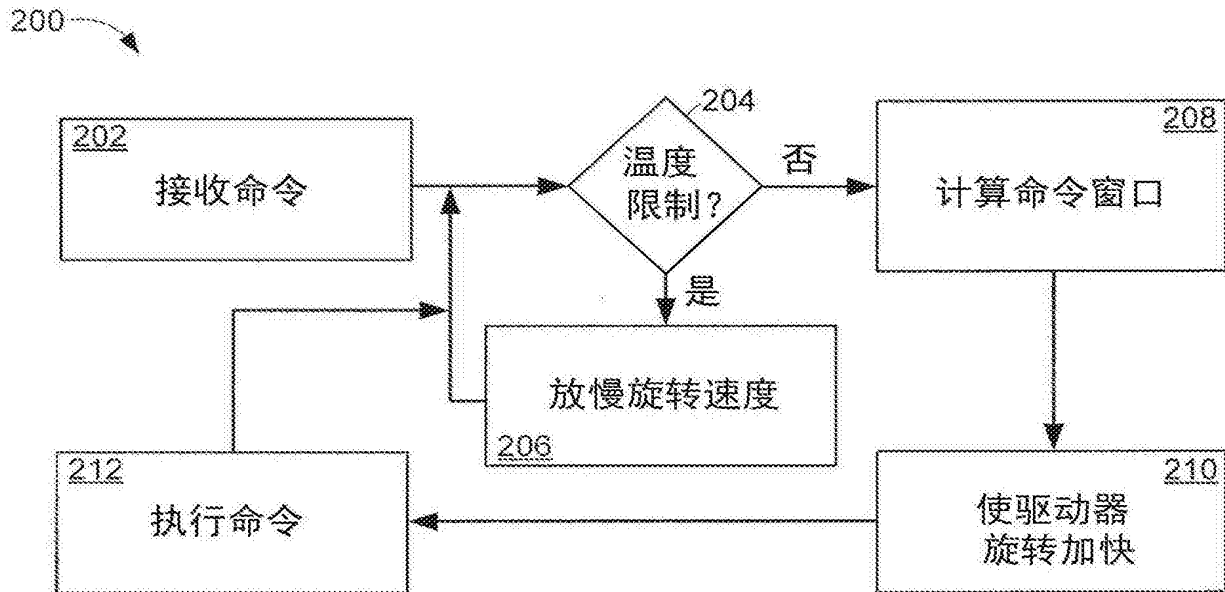 200
202
接收命令
204
温度
限制?
否
是
208
计算命令窗口
放慢旋转速度
206
212
执行命令
210
使驱动器
旋转加快